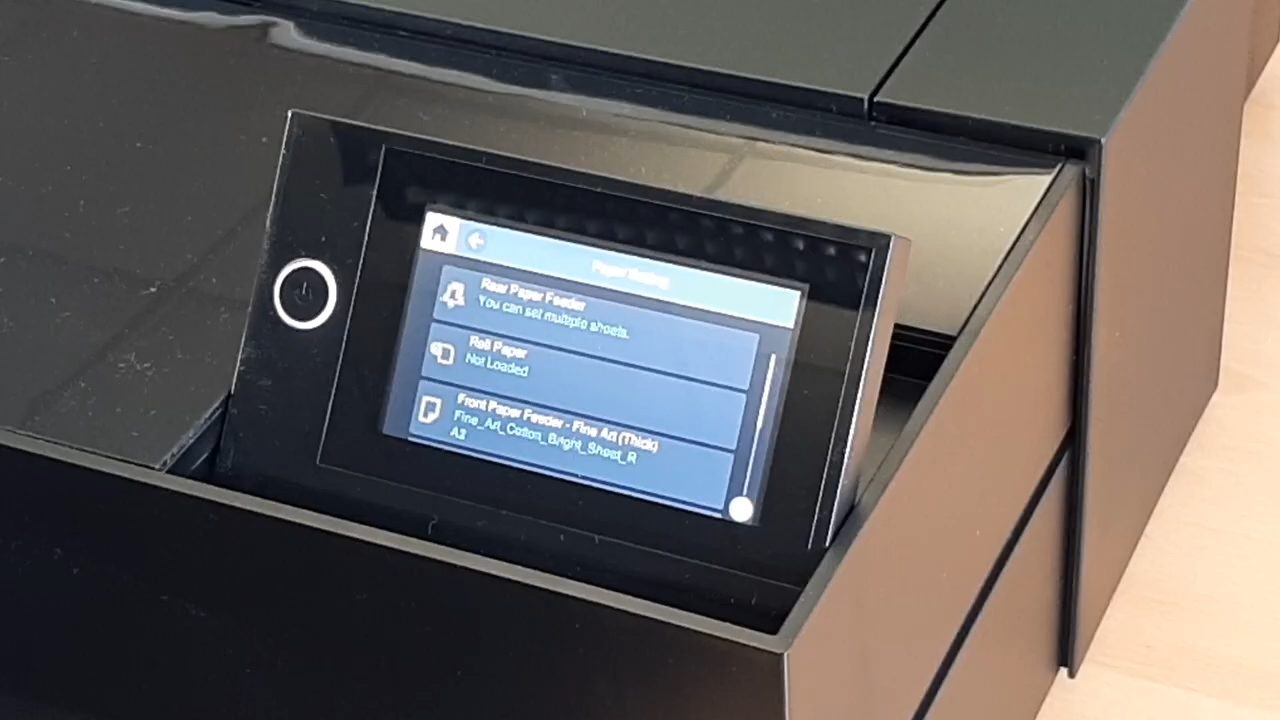 Paper Setting
Rear Paper Feeder
You can set multiple sheets.
Roll Paper
Not Loaded
Front Paper Feeder - Fine Art (Thick)
Fine_Art_Cotton_Bright_Sheet_R
A2